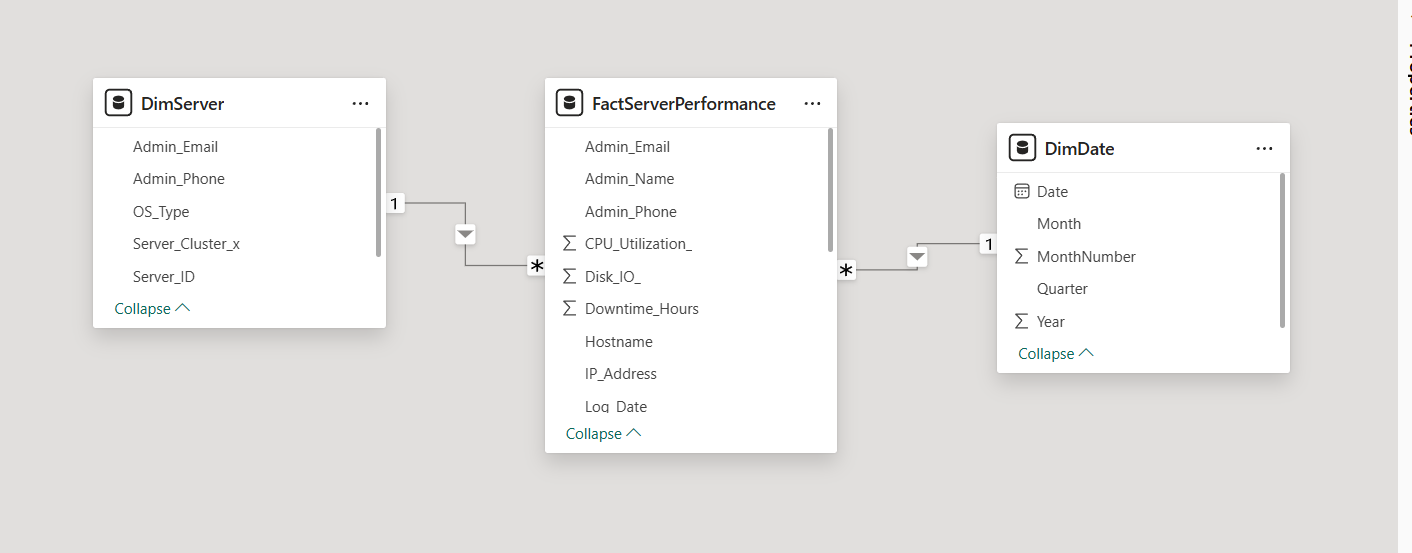 DimServer
Admin_Email
Admin_Phone
OS_Type
Server_Cluster_x
Server_ID
Collapse
1
*
FactServerPerformance
Admin_Email
Admin_Name
Admin_Phone
CPU_Utilization_
Disk_IO_
Downtime_Hours
Hostname
IP_Address
Log_Date
Collapse
*
1
DimDate
Date
Month
MonthNumber
Quarter
Year
Collapse